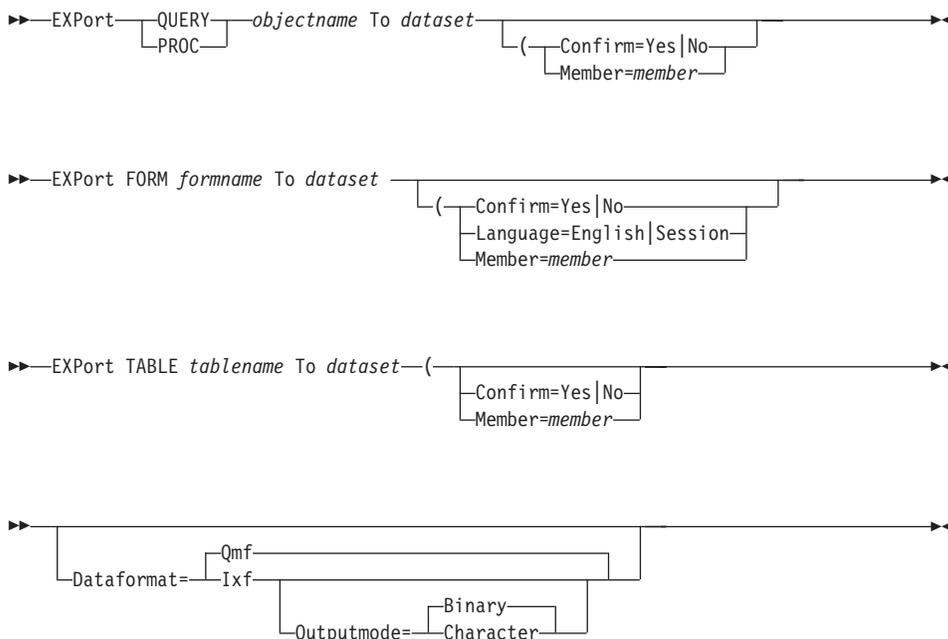 ►►—EXPort—QUERY—objectname To dataset—►◄
PROC
(—Confirm=Yes|No
Member=member
►►—EXPort FORM formname To dataset—►◄
(—Confirm=Yes|No
Language=English|Session
Member=member
►►—EXPort TABLE tablename To dataset—(—►◄
Confirm=Yes|No
Member=member
►►—►◄
Qmf
Dataformat=Ixf
Binary
Outputmode=Character